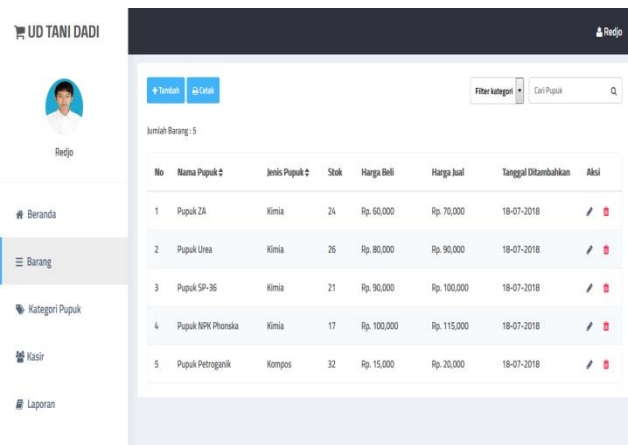 UD TANI DADI
Redjo
Redjo
Beranda
Barang
Kategori Pupuk
Kasir
Laporan
Tambah Cetak Filter kategori Cari Pupuk
Jumlah Barang : 5
No Nama Pupuk Jenis Pupuk Stok Harga Beli Harga Jual Tanggal Ditambahkan Aksi
1 Pupuk ZA Kimia 24 Rp. 60,000 Rp. 70,000 18-07-2018
2 Pupuk Urea Kimia 26 Rp. 80,000 Rp. 90,000 18-07-2018
3 Pupuk SP-36 Kimia 21 Rp. 90,000 Rp. 100,000 18-07-2018
4 Pupuk NPK Phonska Kimia 17 Rp. 100,000 Rp. 115,000 18-07-2018
5 Pupuk Petroganik Kompos 32 Rp. 15,000 Rp. 20,000 18-07-2018